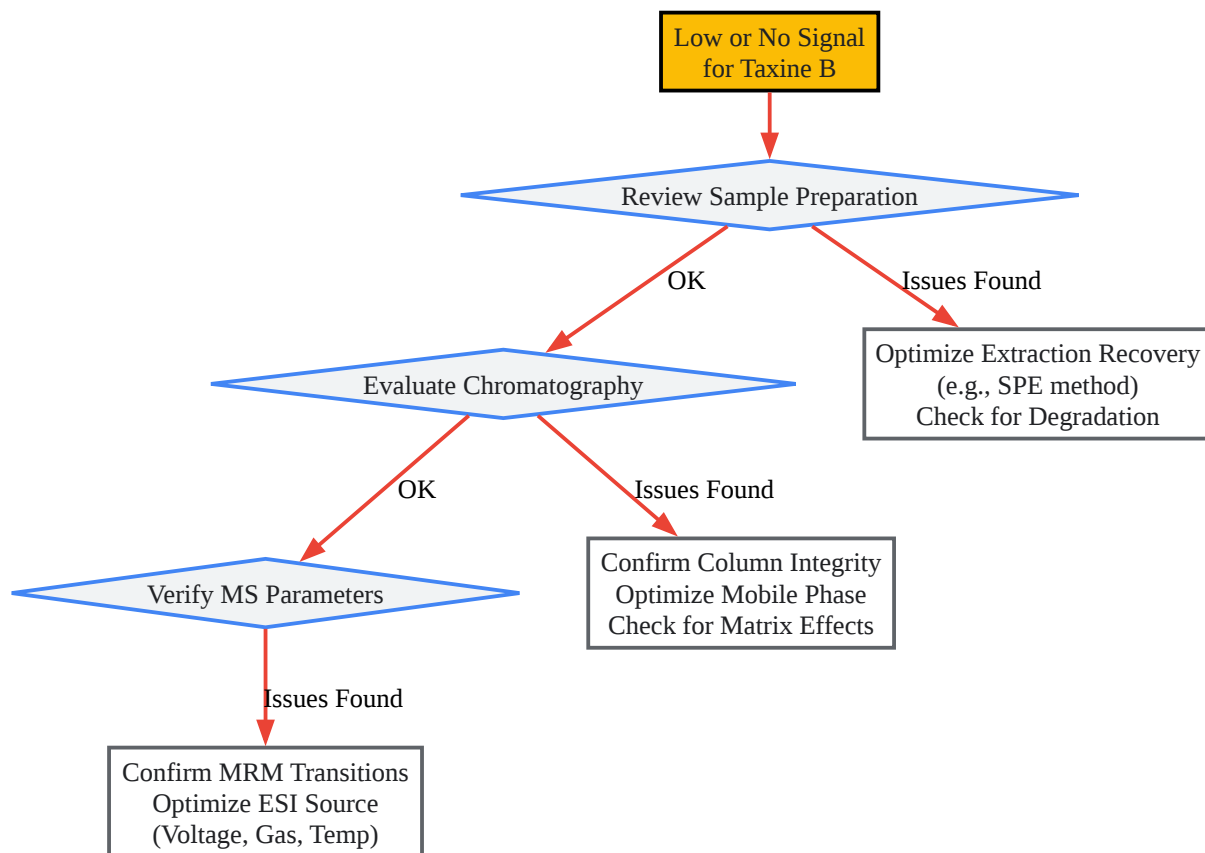 Low or No Signal
for Taxine B
Review Sample Preparation
OK
Issues Found
Optimize Extraction Recovery
(e.g., SPE method)
Check for Degradation
Evaluate Chromatography
OK
Issues Found
Confirm Column Integrity
Optimize Mobile Phase
Check for Matrix Effects
Verify MS Parameters
Issues Found
Confirm MRM Transitions
Optimize ESI Source
(Voltage, Gas, Temp)